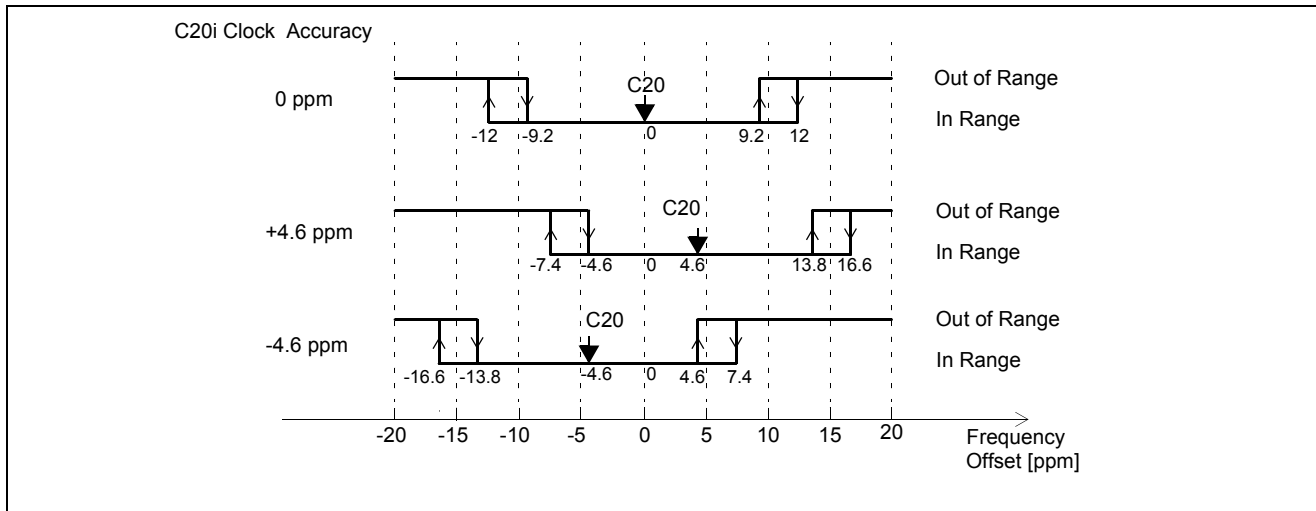 C20i Clock Accuracy
0 ppm
C20
Out of Range
In Range
-12 -9.2 0 9.2 12
+4.6 ppm
C20
Out of Range
In Range
-7.4 -4.6 0 4.6 13.8 16.6
-4.6 ppm
C20
Out of Range
In Range
-16.6 -13.8 -4.6 0 4.6 7.4
-20 -15 -10 -5 0 5 10 15 20
Frequency
Offset [ppm]